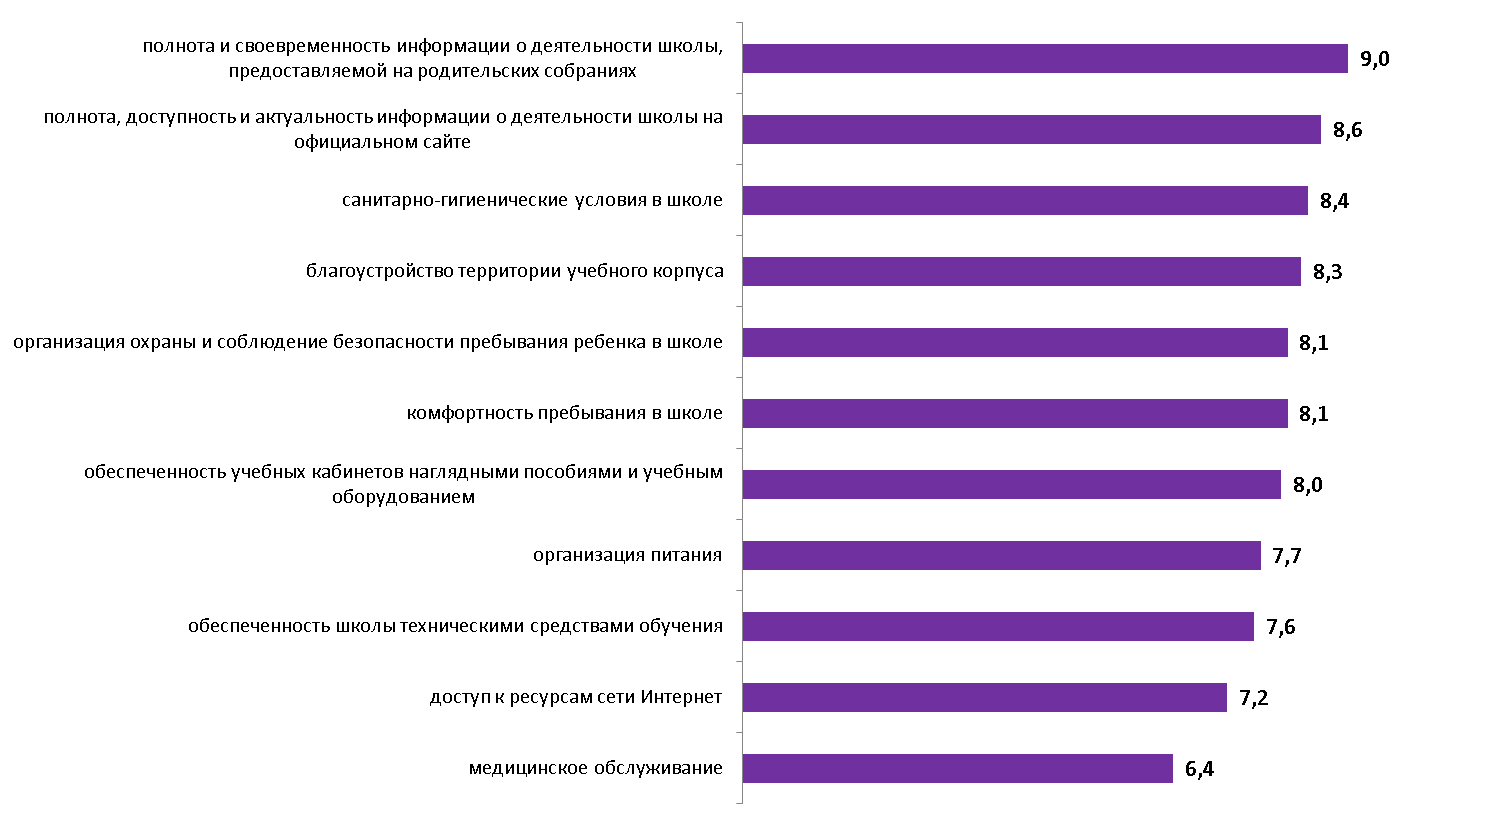 полнота и своевременность информации о деятельности школы,
предоставляемой на родительских собраниях
9,0
полнота, доступность и актуальность информации о деятельности школы на
официальном сайте
8,6
санитарно-гигиенические условия в школе
8,4
благоустройство территории учебного корпуса
8,3
организация охраны и соблюдение безопасности пребывания ребенка в школе
8,1
комфортность пребывания в школе
8,1
обеспеченность учебных кабинетов наглядными пособиями и учебным
оборудованием
8,0
организация питания
7,7
обеспеченность школы техническими средствами обучения
7,6
доступ к ресурсам сети Интернет
7,2
медицинское обслуживание
6,4